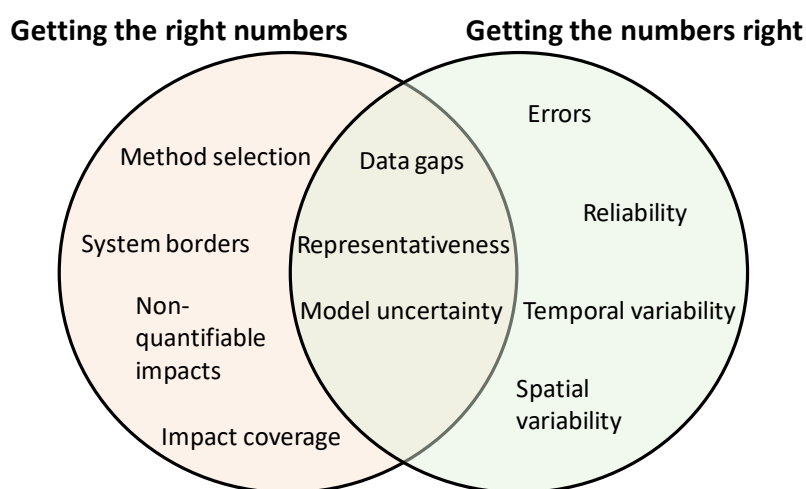 Getting the right numbers
Getting the numbers right
Errors
Method selection
Data gaps
Reliability
System borders
Representativeness
Non-
quantifiable
impacts
Model uncertainty
Temporal variability
Spatial
variability
Impact coverage